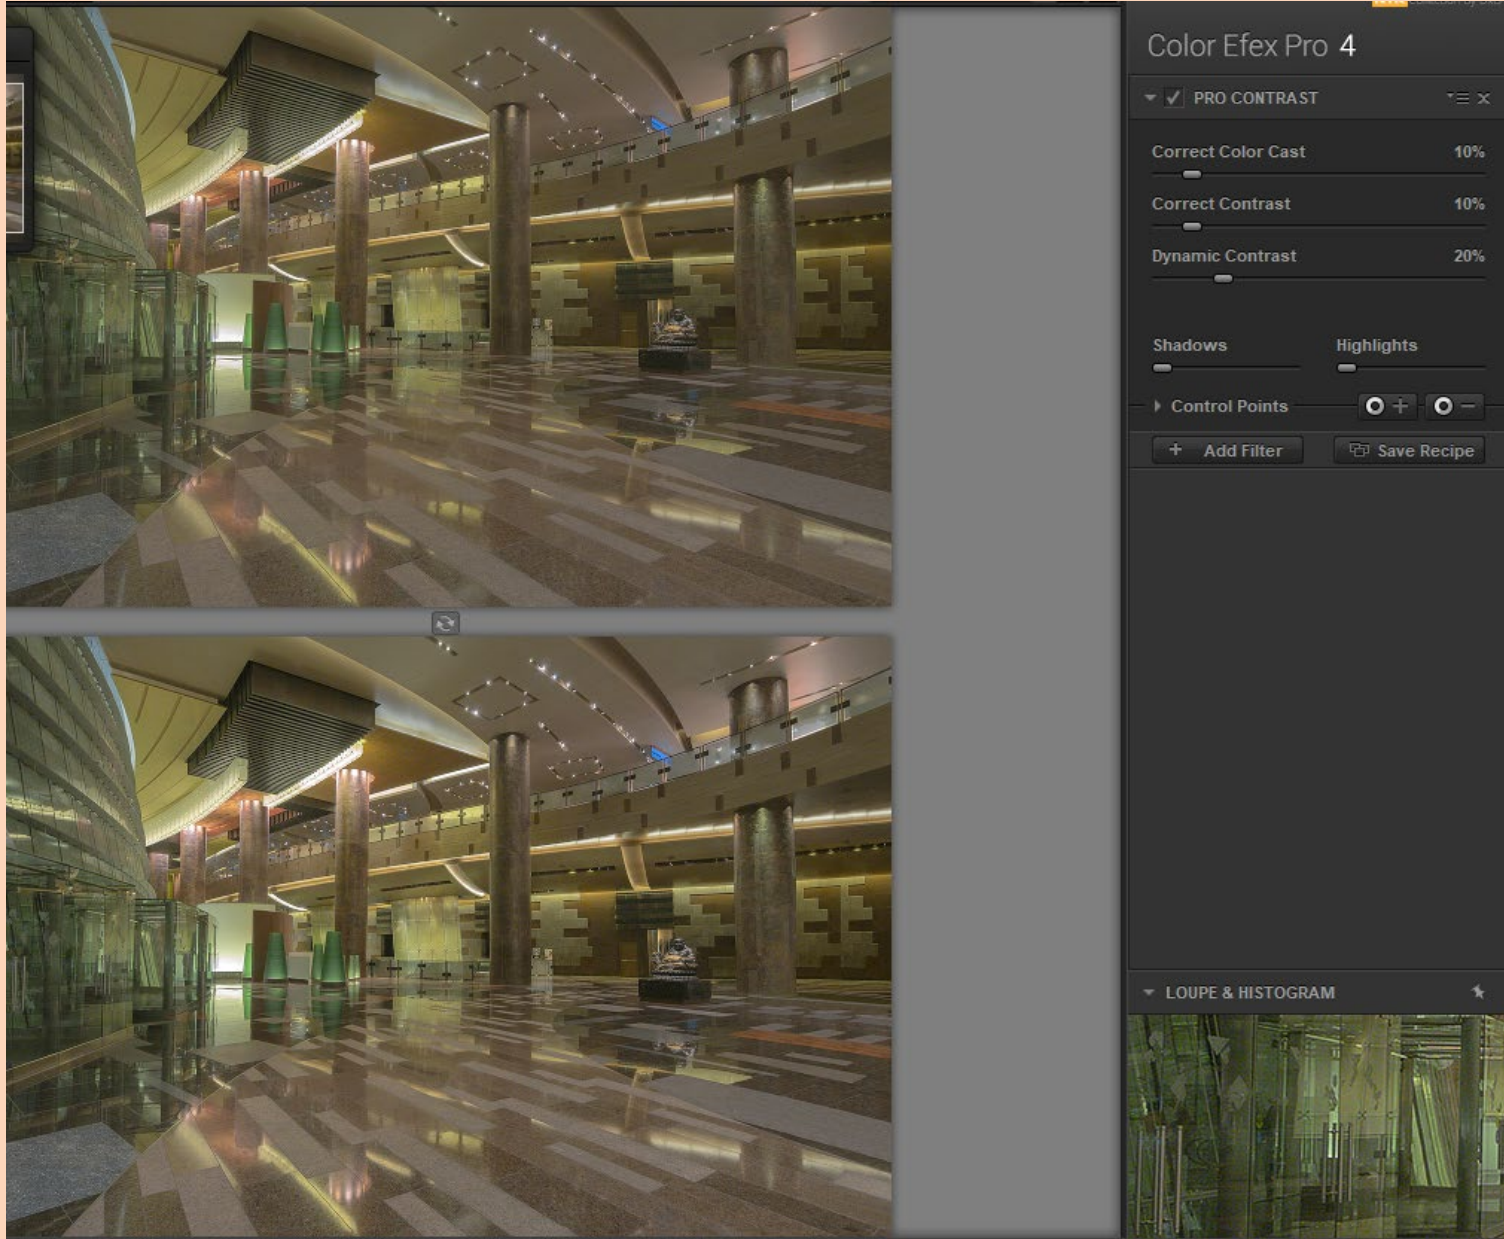 Color Efex Pro 4
PRO CONTRAST
Correct Color Cast 10%
Correct Contrast 10%
Dynamic Contrast 20%
Shadows Highlights
Control Points
Add Filter Save Recipe
LOUPE & HISTOGRAM